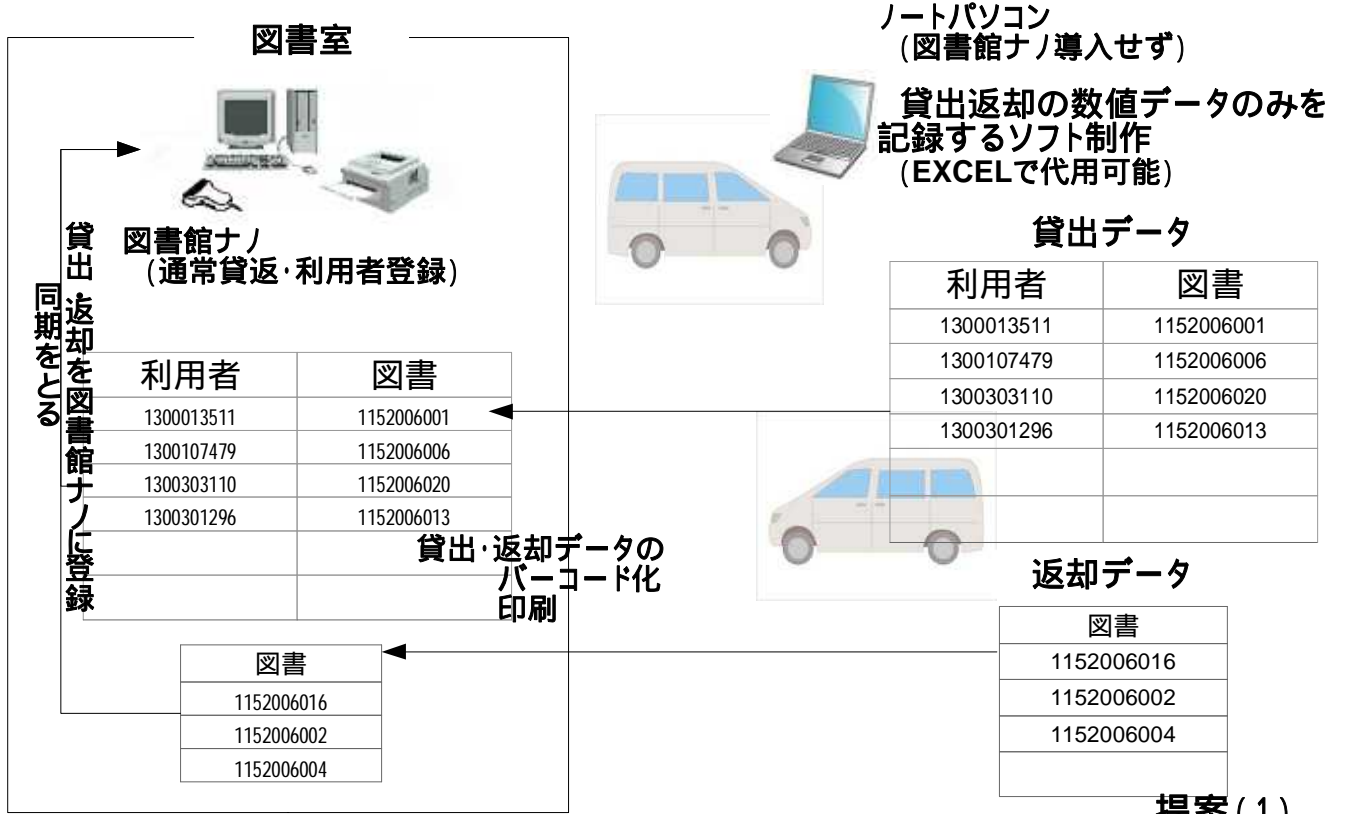 図書室
図書館ナノ
(通常貸返・利用者登録)
貸出・返却を図書館ナノに登録
同期をとる
利用者 図書
1300013511 1152006001
1300107479 1152006006
1300303110 1152006020
1300301296 1152006013
貸出・返却データの
バーコード化
印刷
図書
1152006016
1152006002
1152006004
ノートパソコン
(図書館ナノ導入せず)
貸出返却の数値データのみを
記録するソフト制作
(EXCELで代用可能)
貸出データ
利用者 図書
1300013511 1152006001
1300107479 1152006006
1300303110 1152006020
1300301296 1152006013
返却データ
図書
1152006016
1152006002
1152006004
提案(1)